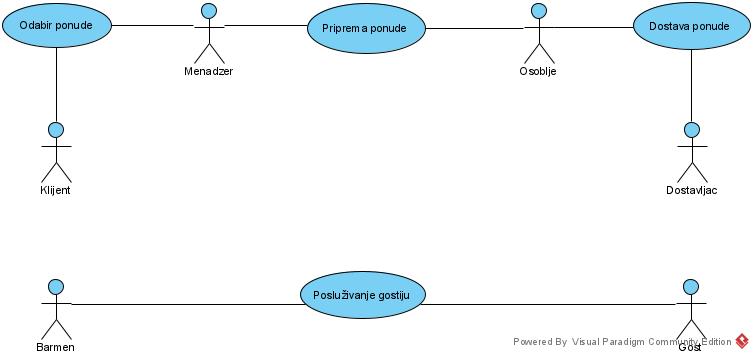 Odabir ponude
Priprema ponude
Dostava ponude
Menadzer
Osoblje
Klijent
Dostavljac
Posluživanje gostiju
Barmen
Gost
Powered By Visual Paradigm Community Edition